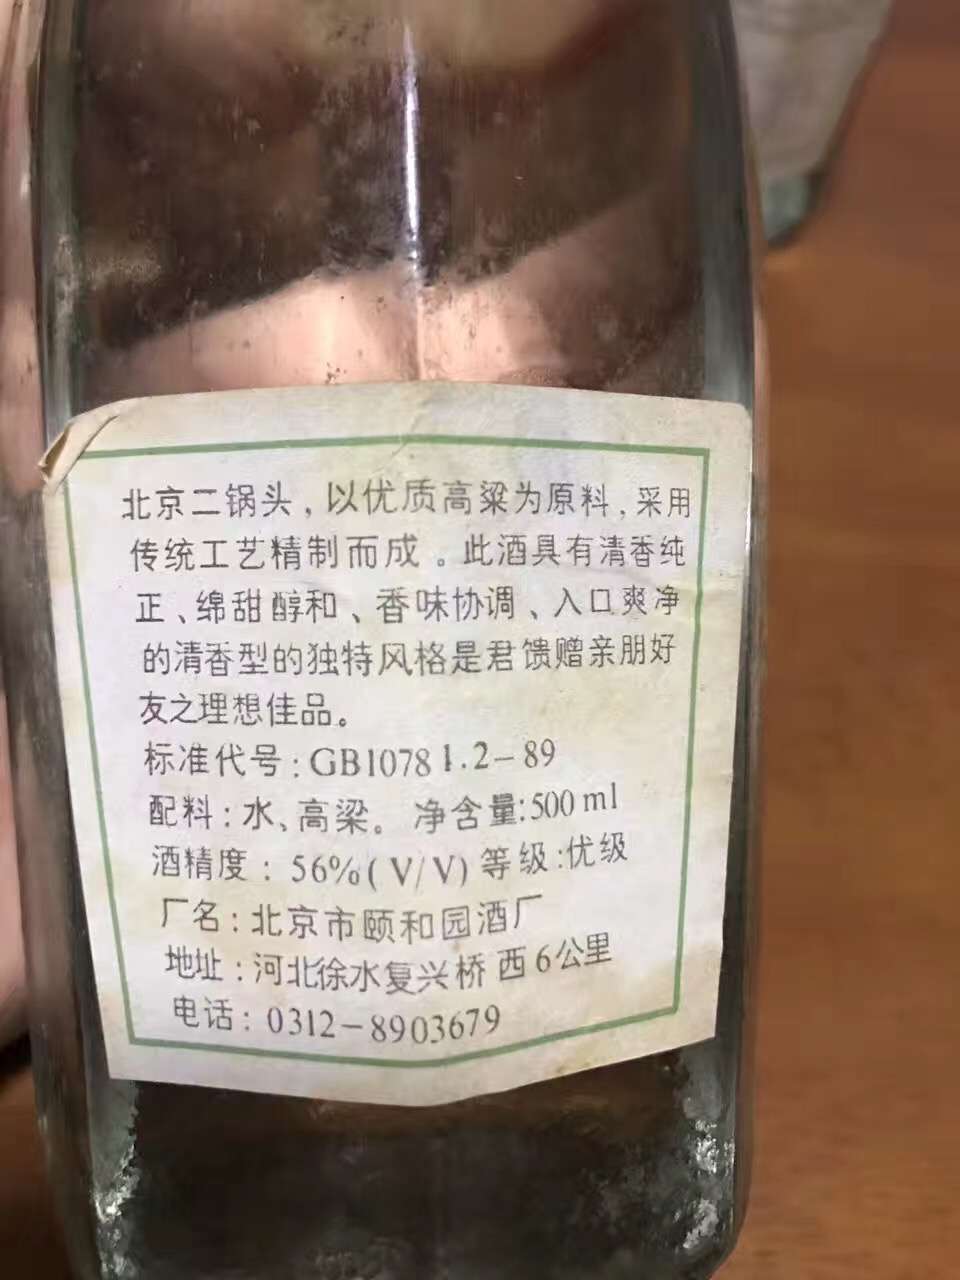 北京二锅头，以优质高粱为原料，采用
传统工艺精制而成。此酒具有清香纯
正、绵甜醇和、香味协调、入口爽净
的清香型的独特风格是君馈赠亲朋好
友之理想佳品。
标准代号：GB10781.2-89
配料：水、高梁。 净含量:500ml
酒精度：56%(V/V)等级:优级
厂名：北京市颐和园酒厂
地址：河北徐水复兴桥西6公里
电话：0312-8903679